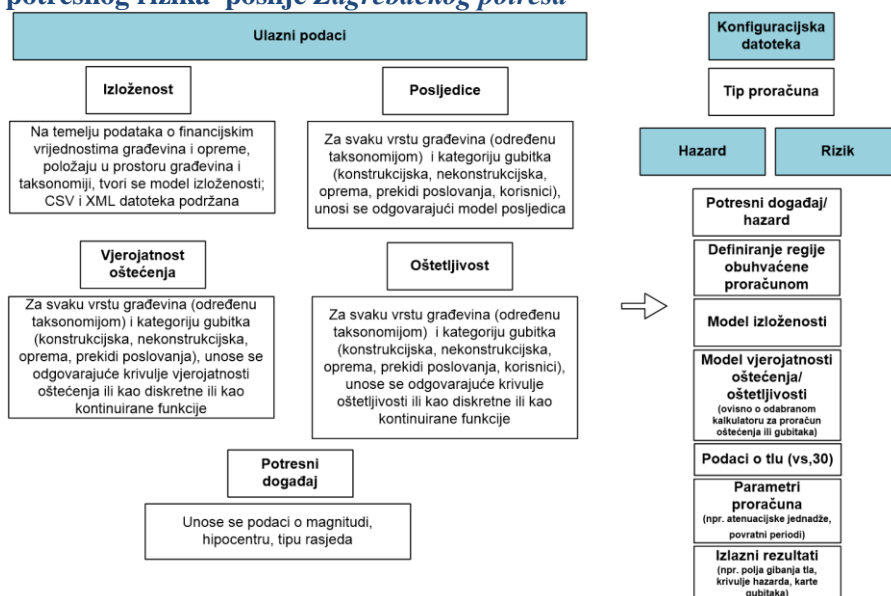 potresnog rizika poslije Zagrebačkog potresa
Ulazni podaci
Izloženost
Na temelju podataka o financijskim
vrijednostima građevina i opreme,
položaju u prostoru građevina i
taksonomiji, tvori se model izloženosti;
CSV i XML datoteka podržana
Posljedice
Za svaku vrstu građevina (određenu
taksonomijom) i kategoriju gubitka
(konstrukcijska, nekonstrukcijska,
oprema, prekidi poslovanja, korisnici),
unosi se odgovarajući model posljedica
Vjerojatnost
oštećenja
Za svaku vrstu građevina (određenu
taksonomijom) i kategoriju gubitka
(konstrukcijska, nekonstrukcijska,
oprema, prekidi poslovanja), unose se
odgovarajuće krivulje vjerojatnosti
oštećenja ili kao diskretne ili kao
kontinuirane funkcije
Oštetljivost
Za svaku vrstu građevina (određenu
taksonomijom) i kategoriju gubitka
(konstrukcijska, nekonstrukcijska,
oprema, prekidi poslovanja, korisnici),
unose se odgovarajuće krivulje
oštetljivosti ili kao diskretne ili kao
kontinuirane funkcije
Potresni
događaj
Unose se podaci o magnitudi,
hipocentru, tipu rasjeda
Konfiguracijska
datoteka
Tip proračuna
Hazard
Rizik
Potresni događaj/
hazard
Definiranje regije
obuhvaćene
proračunom
Model izloženosti
Model vjerojatnosti
oštećenja/
oštetljivosti
(ovisno o odabranom
kalkulatoru za proračun
oštećenja ili gubitaka)
Podaci o tlu (vs,30)
Parametri
proračuna
(npr. atenuacijske jednadže,
povratni periodi)
Izlazni rezultati
(npr. polja gibanja tla,
krivulje hazarda, karte
gubitaka)